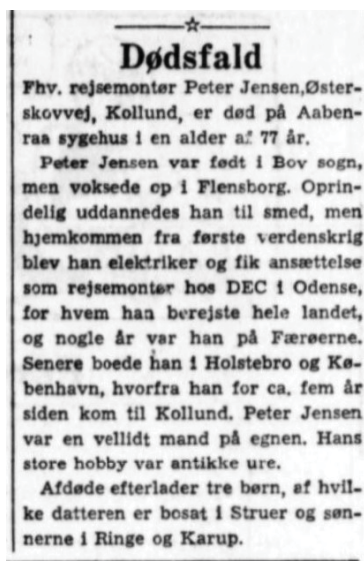 Dødsfald
Fhv. rejsemontør Peter Jensen,Øster-
skovvej, Kollund, er død på Aaben-
raa sygehus i en alder af 77 år.
Peter Jensen var født i Bov sogn,
men voksede op i Flensborg. Oprin-
delig uddannedes han til smed, men
hjemkommen fra første verdenskrig
blev han elektriker og fik ansættelse
som rejsemontør hos DEC i Odense,
for hvem han berejste hele landet,
og nogle år var han på Færøerne.
Senere boede han i Holstebro og Kø-
benhavn, hvorfra han for ca. fem år
siden kom til Kollund. Peter Jensen
var en vellidt mand på egnen. Hans
store hobby var antikke ure.
Afdøde efterlader tre børn, af hvil-
ke datteren er bosat i Struer og søn-
nerne i Ringe og Karup.